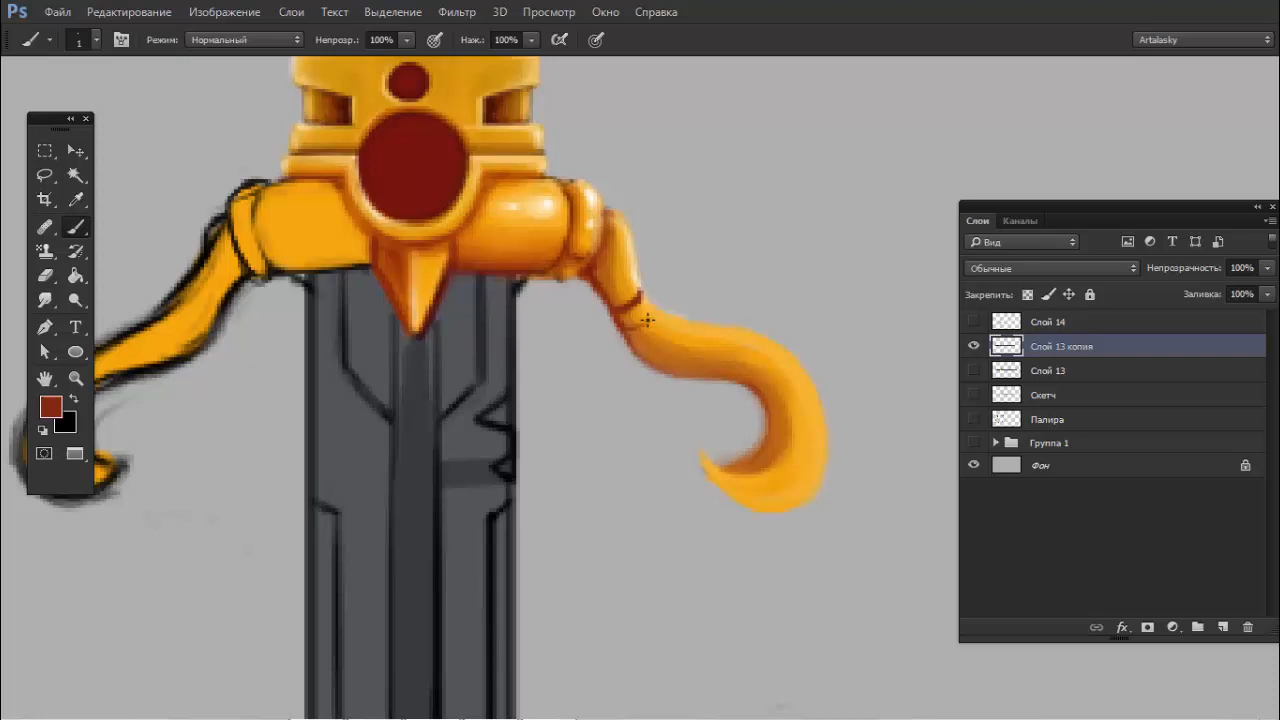 Ps Файл Редактирование Изображение Слои Текст Выделение Фильтр 3D Просмотр Окно Справка
1 Режим: Нормальный Непрозр.: 100% Наж.: 100% Artalasky
Слои Каналы
Вид
Обычные Непрозрачность: 100%
Закрепить: Заливка: 100%
Слой 14
Слой 13 копия
Слой 13
Скетч
Палира
Группа 1
Фон